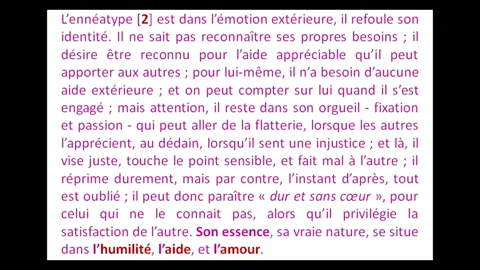 L'ennéatype [2] est dans l'émotion extérieure, il refoule son
identité. Il ne sait pas reconnaître ses propres besoins ; il
désire être reconnu pour l'aide appréciable qu'il peut
apporter aux autres ; pour lui-même, il n'a besoin d'aucune
aide extérieure ; et on peut compter sur lui quand il s'est
engagé ; mais attention, il reste dans son orgueil - fixation
et passion - qui peut aller de la flatterie, lorsque les autres
l'apprécient, au dédain, lorsqu'il sent une injustice ; et là, il
vise juste, touche le point sensible, et fait mal à l'autre ; il
réprime durement, mais par contre, l'instant d'après, tout
est oublié ; il peut donc paraître « dur et sans cœur », pour
celui qui ne le connait pas, alors qu'il privilégie la
satisfaction de l'autre. Son essence, sa vraie nature, se situe
dans l'humilité, l'aide, et l'amour.